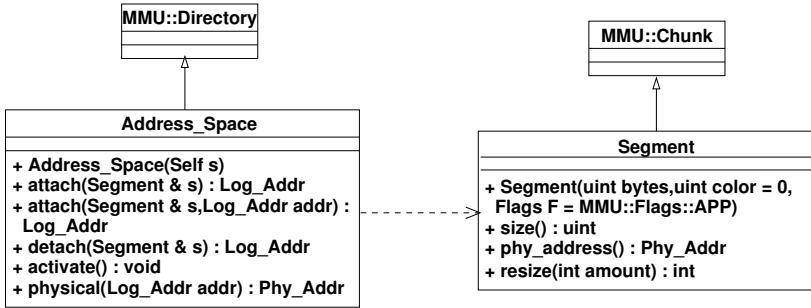 MMU::Directory
MMU::Chunk
Address_Space
+ Address_Space(Self s)
+ attach(Segment & s) : Log_Addr
+ attach(Segment & s,Log_Addr addr) :
Log_Addr
+ detach(Segment & s) : Log_Addr
+ activate() : void
+ physical(Log_Addr addr) : Phy_Addr
Segment
+ Segment(uint bytes,uint color = 0,
Flags F = MMU::Flags::APP)
+ size() : uint
+ phy_address() : Phy_Addr
+ resize(int amount) : int